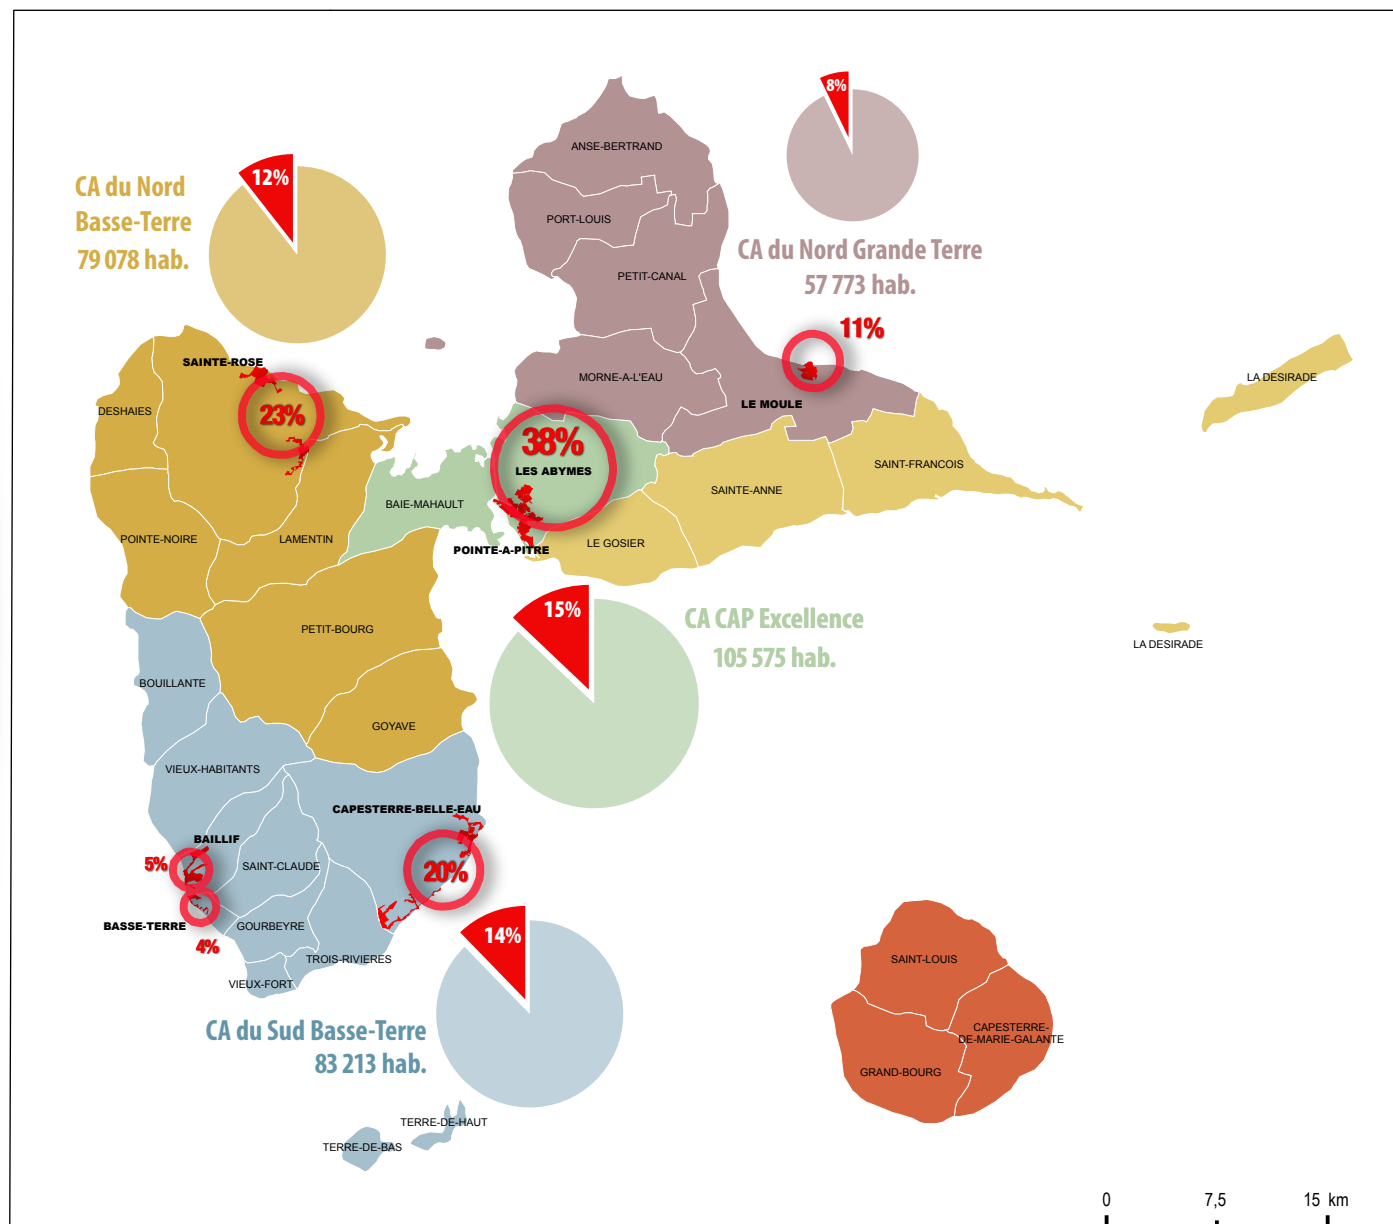 8%
ANSE-BERTRAND
12%
CA du Nord
Basse-Terre
79 078 hab.
PORT-LOUIS
CA du Nord Grande Terre
57 773 hab.
PETIT-CANAL
11%
SAINTE-ROSE
MORNE-A-L'EAU
LA DESIRADE
LE MOULE
DESHAIES
23%
38%
LES ABYMES
SAINT-FRANCOIS
SAINTE-ANNE
BAIE-MAHAULT
POINTE-NOIRE
LAMENTIN
POINTE-A-PITRE
LE GOSIER
15%
CA CAP Excellence
105 575 hab.
PETIT-BOURG
LA DESIRADE
BOUILLANTE
GOYAVE
VIEUX-HABITANTS
CAPESTERRE-BELLE-EAU
BAILLIF
5%
SAINT-CLAUDE
20%
BASSE-TERRE
GOURBEYRE
4%
14%
TROIS-RIVIERES
SAINT-LOUIS
VIEUX-FORT
CA du Sud Basse-Terre
83 213 hab.
CAPESTERRE-
DE-MARIE-GALANTE
GRAND-BOURG
TERRE-DE-HAUT
TERRE-DE-BAS
0 7,5 15 km